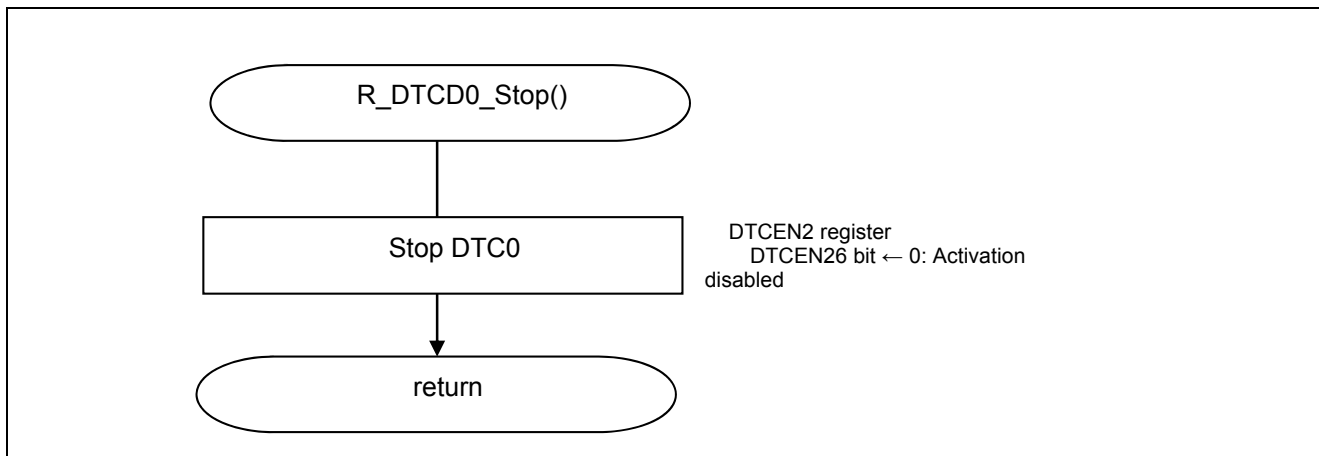 R_DTCD0_Stop()
Stop DTC0
DTCEN2 register
DTCEN26 bit ← 0: Activation
disabled
return